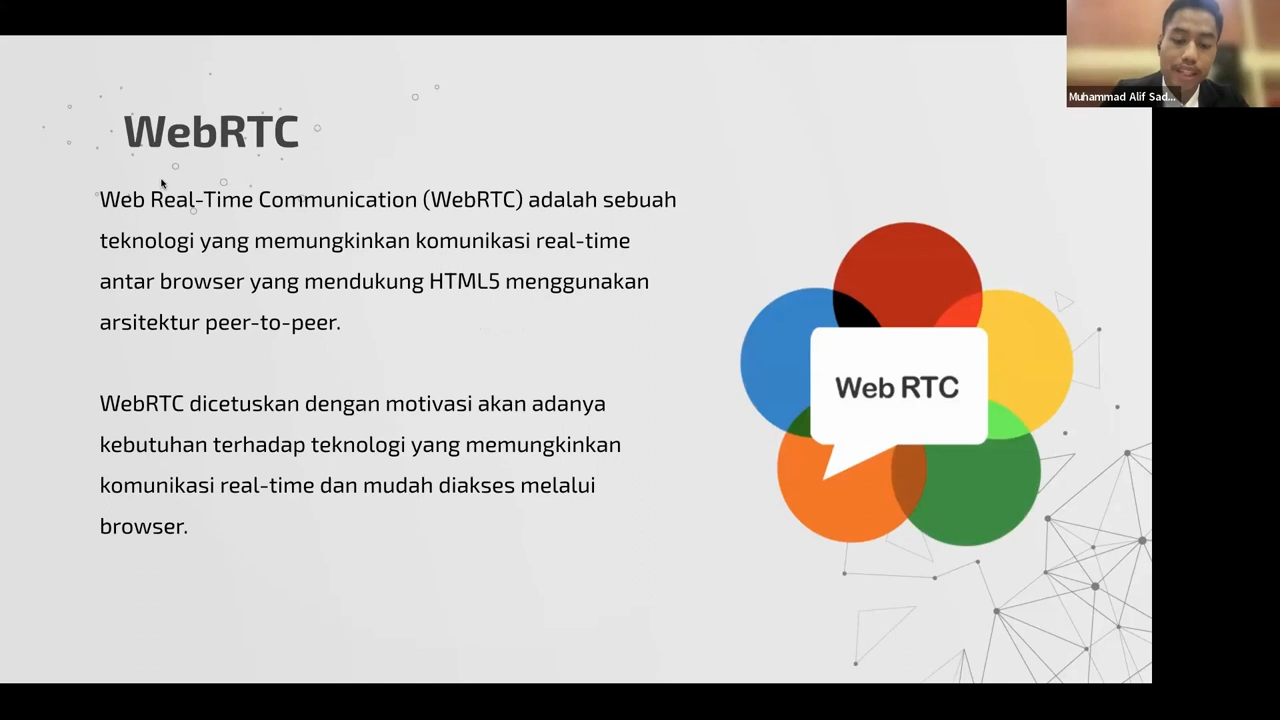 WebRTC
Web Real-Time Communication (WebRTC) adalah sebuah
teknologi yang memungkinkan komunikasi real-time
antar browser yang mendukung HTML5 menggunakan
arsitektur peer-to-peer.
WebRTC dicetuskan dengan motivasi akan adanya
kebutuhan terhadap teknologi yang memungkinkan
komunikasi real-time dan mudah diakses melalui
browser.
Web RTC
Muhammad Alif Sad...